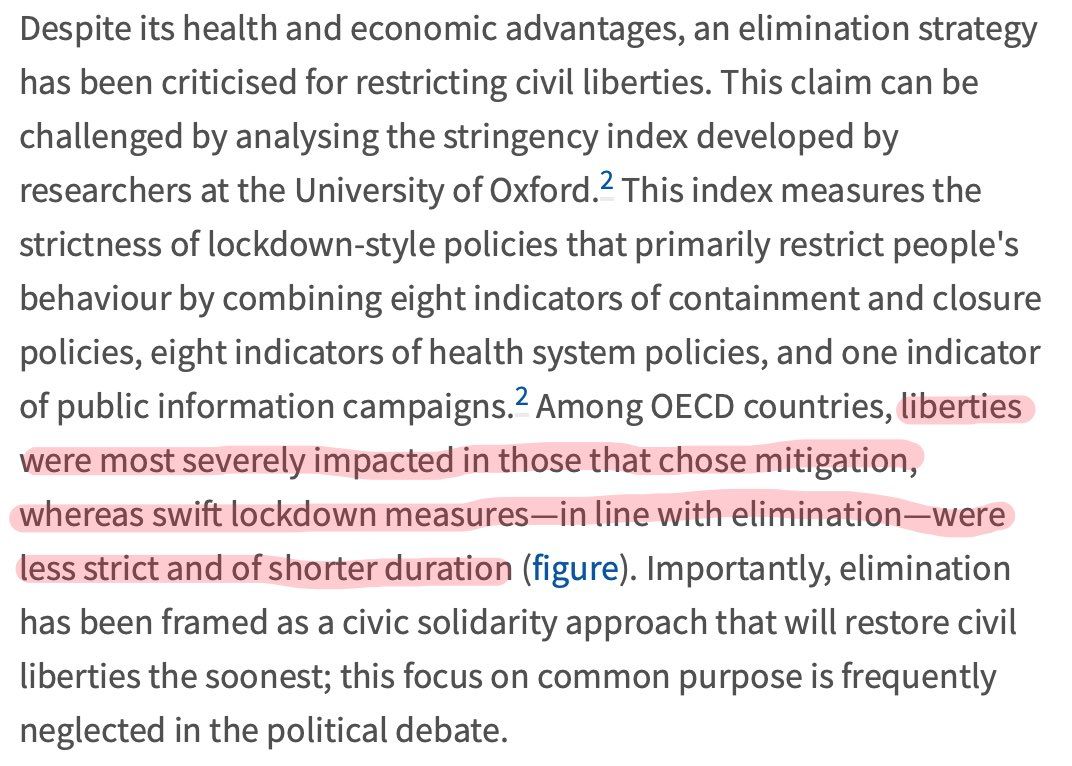 Despite its health and economic advantages, an elimination strategy
has been criticised for restricting civil liberties. This claim can be
challenged by analysing the stringency index developed by
researchers at the University of Oxford.2 This index measures the
strictness of lockdown-style policies that primarily restrict people's
behaviour by combining eight indicators of containment and closure
policies, eight indicators of health system policies, and one indicator
of public information campaigns.2 Among OECD countries, liberties
were most severely impacted in those that chose mitigation,
whereas swift lockdown measures—in line with elimination—were
less strict and of shorter duration (figure). Importantly, elimination
has been framed as a civic solidarity approach that will restore civil
liberties the soonest; this focus on common purpose is frequently
neglected in the political debate.